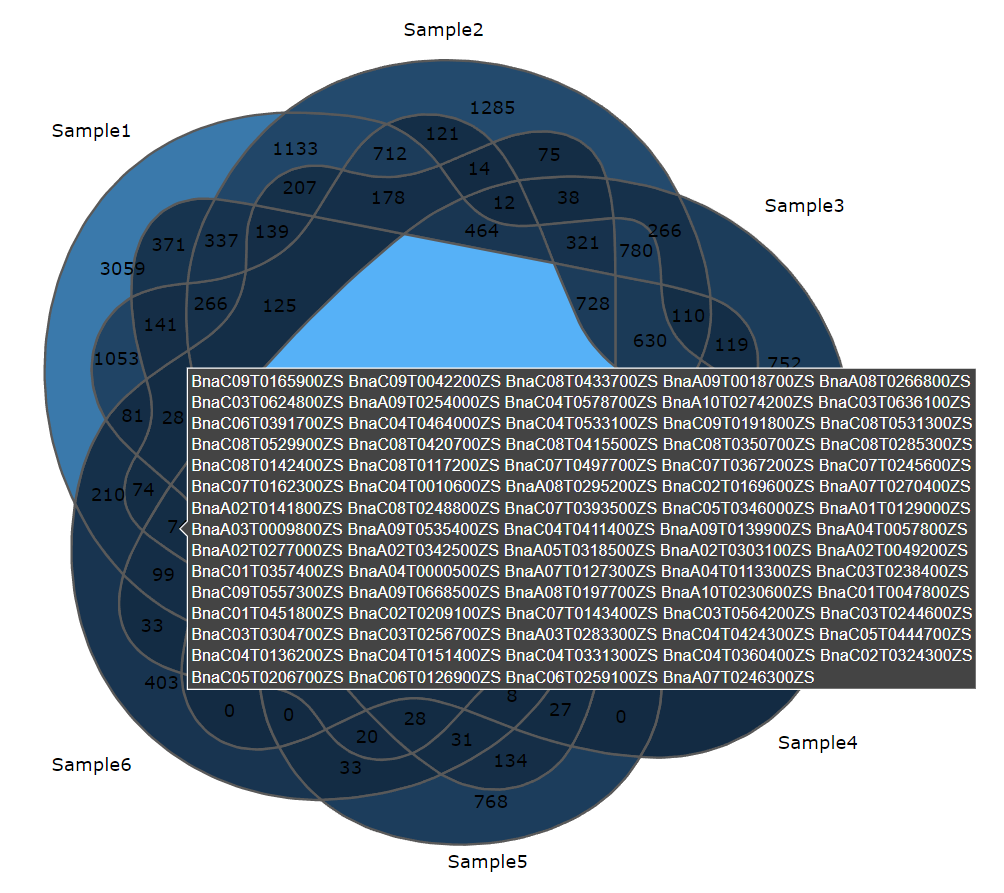 Sample2
1285
Sample1
121
1133
712
75
14
207
178
38
12
Sample3
464
266
139
337
371
321
780
3059
266
125
728
110
141
630
119
1053
752
81
28
210
74
7
99
33
403
BnaC09T0165900ZS BnaC09T0042200ZS BnaC08T0433700ZS BnaA09T0018700ZS BnaA08T0266800ZS
BnaC03T0624800ZS BnaA09T0254000ZS BnaC04T0578700ZS BnaA10T0274200ZS BnaC03T0636100ZS
BnaC06T0391700ZS BnaC04T0464000ZS BnaC04T0533100ZS BnaC09T0191800ZS BnaC08T0531300ZS
BnaC08T0529900ZS BnaC08T0420700ZS BnaC08T0415500ZS BnaC08T0350700ZS BnaC08T0285300ZS
BnaC08T0142400ZS BnaC08T0117200ZS BnaC07T0497700ZS BnaC07T0367200ZS BnaC07T0245600ZS
BnaC07T0162300ZS BnaC04T0010600ZS BnaA08T0295200ZS BnaC02T0169600ZS BnaA07T0270400ZS
BnaA02T0141800ZS BnaC08T0248800ZS BnaC07T0393500ZS BnaC05T0346000ZS BnaA01T0129000ZS
BnaA03T0009800ZS BnaA09T0535400ZS BnaC04T0411400ZS BnaA09T0139900ZS BnaA04T0057800ZS
BnaA02T0277000ZS BnaA02T0342500ZS BnaA05T0318500ZS BnaA02T0303100ZS BnaA02T0049200ZS
BnaC01T0357400ZS BnaA04T0000500ZS BnaA07T0127300ZS BnaA04T0113300ZS BnaC03T0238400ZS
BnaC09T0557300ZS BnaA09T0668500ZS BnaA08T0197700ZS BnaA10T0230600ZS BnaC01T0047800ZS
BnaC01T0451800ZS BnaC02T0209100ZS BnaC07T0143400ZS BnaC03T0564200ZS BnaC03T0244600ZS
BnaC03T0304700ZS BnaC03T0256700ZS BnaA03T0283300ZS BnaC04T0424300ZS BnaC05T0444700ZS
BnaC04T0136200ZS BnaC04T0151400ZS BnaC04T0331300ZS BnaC04T0360400ZS BnaC02T0324300ZS
BnaC05T0206700ZS BnaC06T0126900ZS BnaC06T0259100ZS BnaA07T0246300ZS
8
0
0
28
27
0
20
31
Sample4
33
134
Sample6
768
Sample5